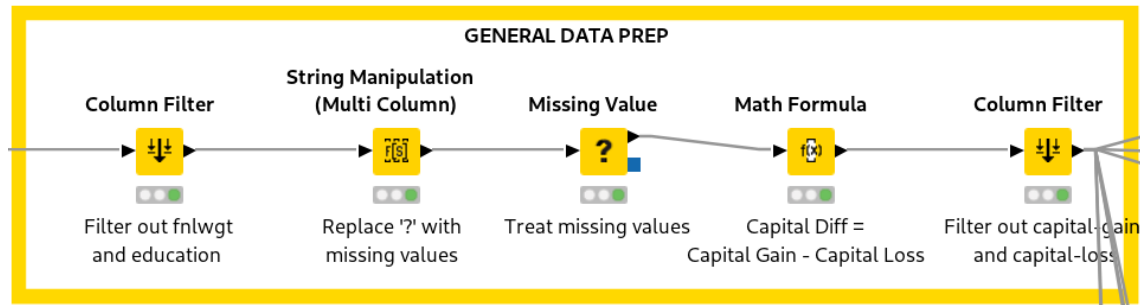 GENERAL DATA PREP
Column Filter
String Manipulation
(Multi Column)
Missing Value
Math Formula
Column Filter
F[S]
?
f(x)
Filter out fnlwgt
and education
Replace '?' with
missing values
Treat missing values
Capital Diff =
Capital Gain - Capital Loss
Filter out capital-gain
and capital-loss